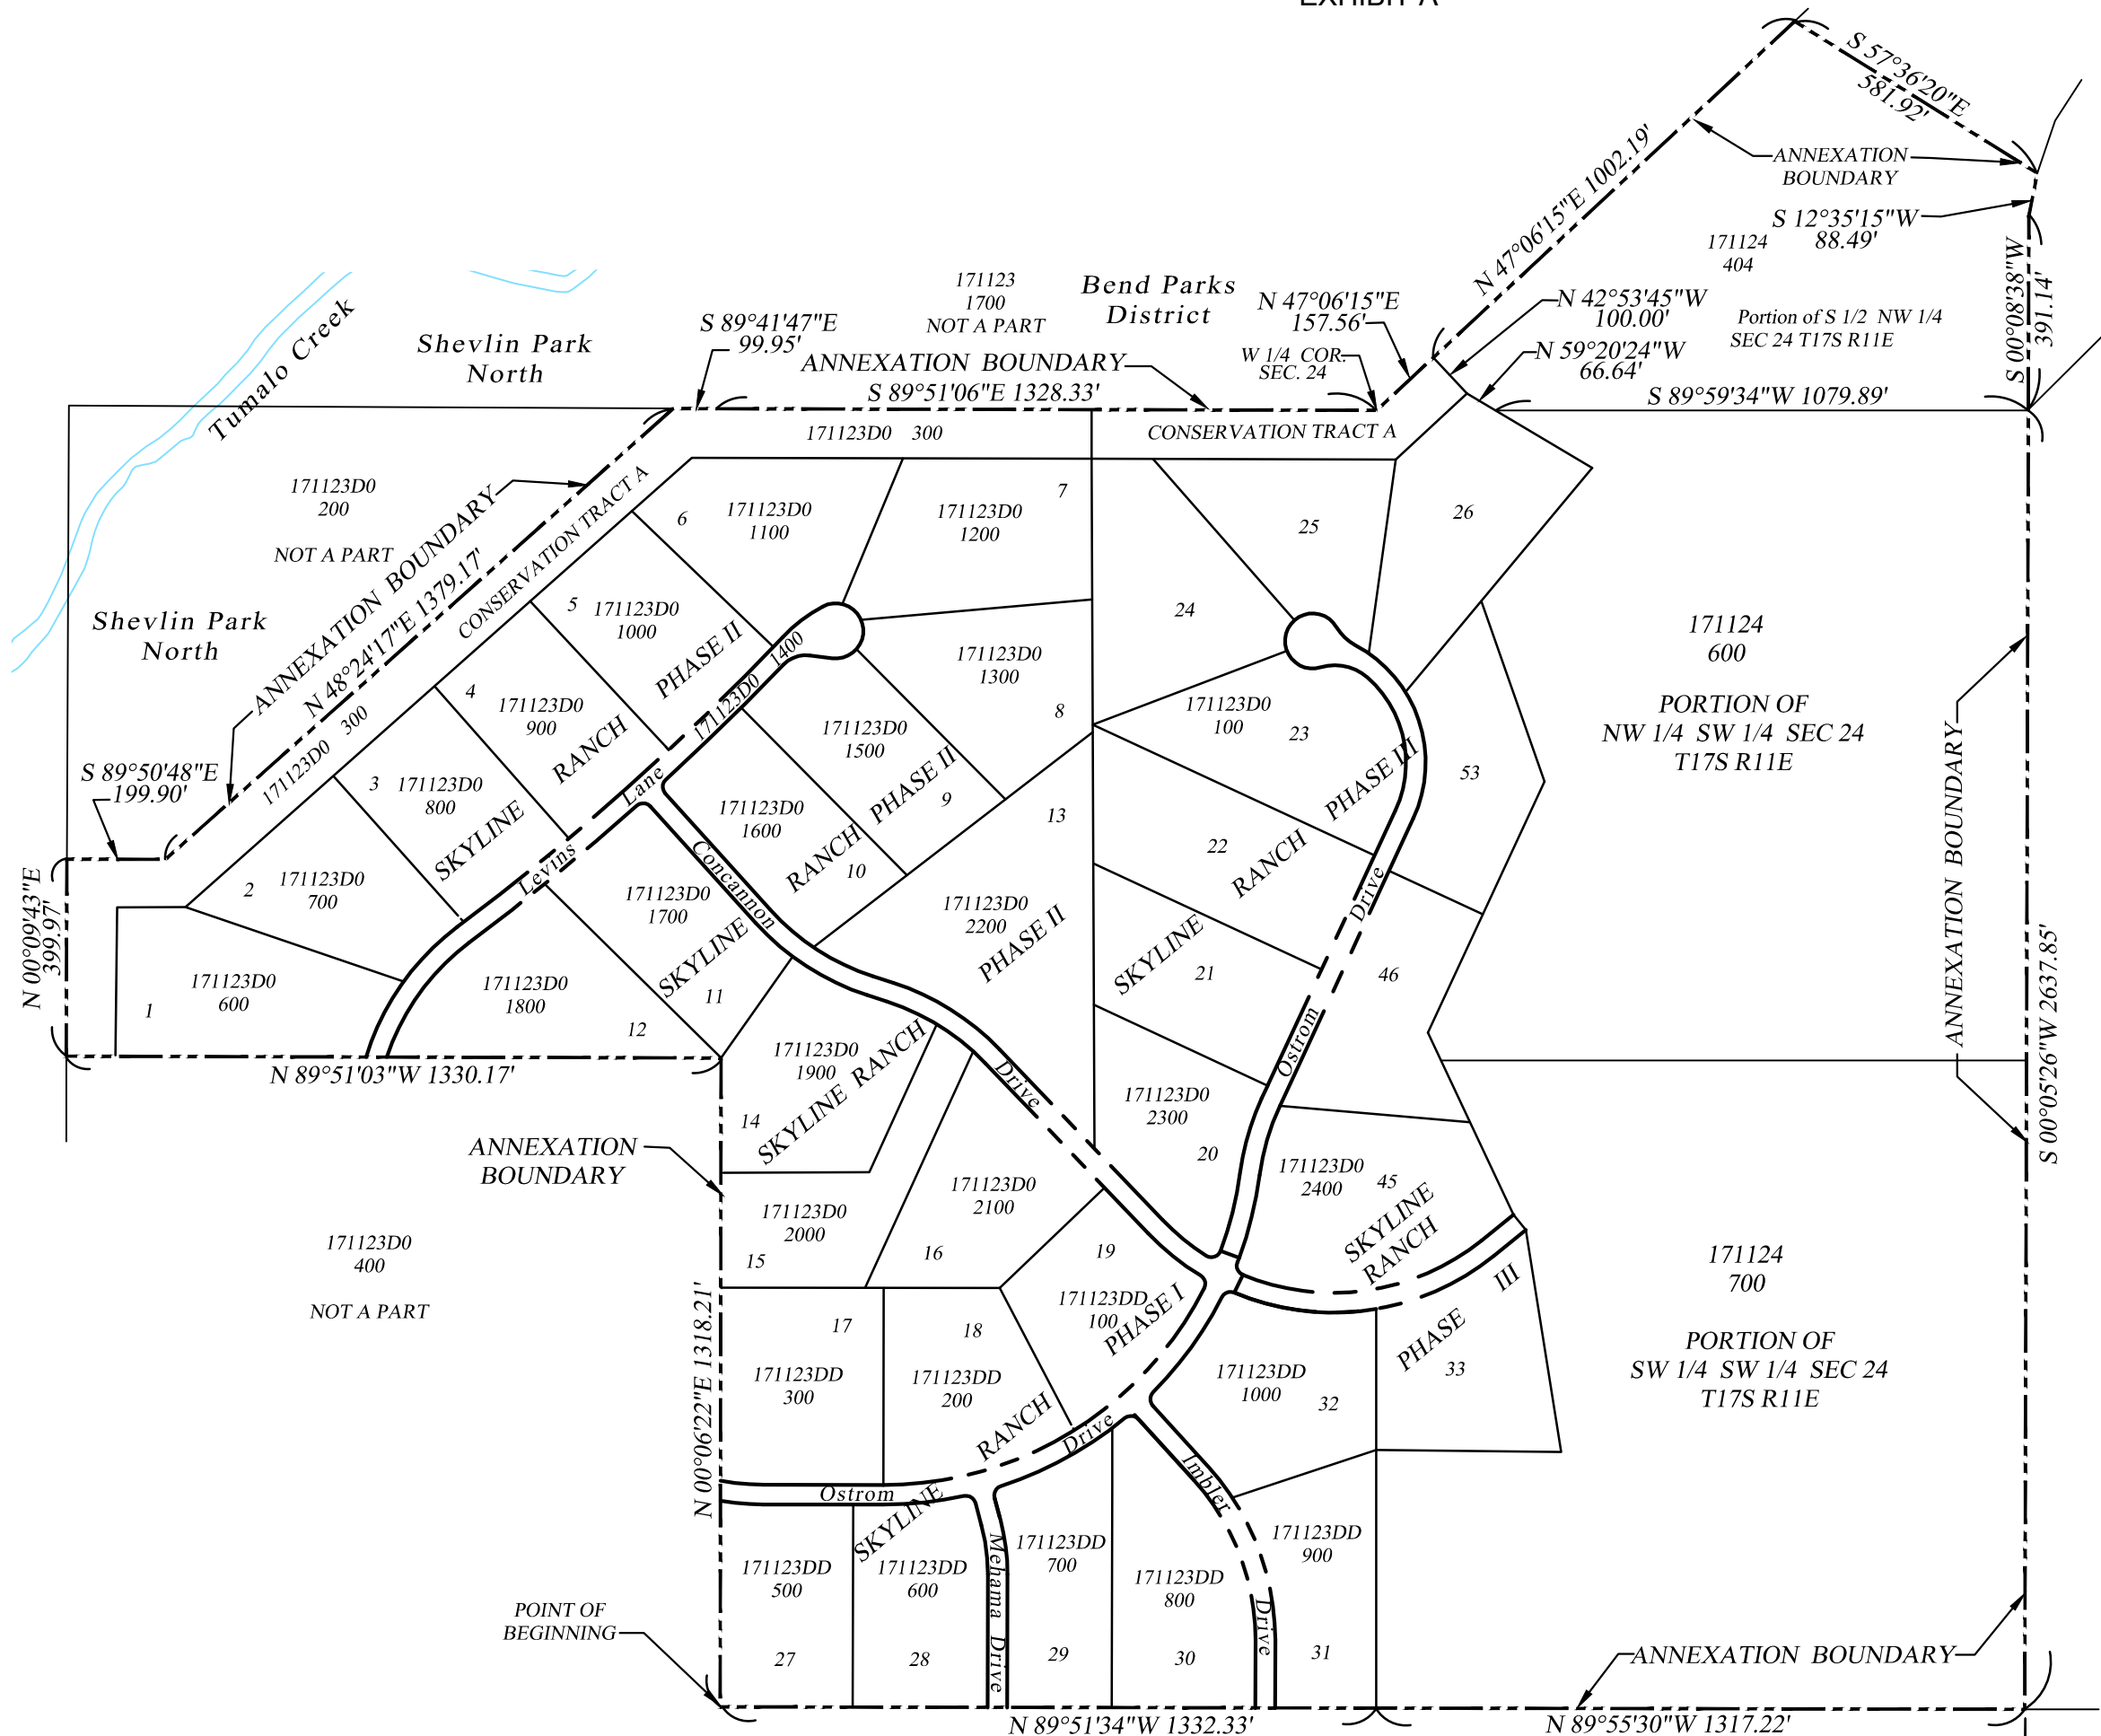 EXHIBIT A
S 57°36'20"E
581.92'
N 47°06'15"E 1002.19'
ANNEXATION
BOUNDARY
S 12°35'15"W
88.49'
171124
404
S 00°08'38"W
391.14'
Tumalo Creek
Shevlin Park
North
171123
1700
NOT A PART
Bend Parks
District
N 47°06'15"E
157.56'
N 42°53'45"W
100.00'
Portion of S 1/2 NW 1/4
SEC 24 T17S R11E
S 89°41'47"E
99.95'
ANNEXATION BOUNDARY
S 89°51'06"E 1328.33'
W 1/4 COR.
SEC. 24
N 59°20'24"W
66.64'
S 89°59'34"W 1079.89'
171123D0 300
CONSERVATION TRACT A
171123D0
200
NOT A PART
Shevlin Park
North
ANNEXATION BOUNDARY
N 48°24'17"E 1379.17'
CONSERVATION TRACT A
171123D0 300
6
171123D0
1100
7
171123D0
1200
25
26
5
171123D0
1000
PHASE II
171123D0 1400
171123D0
1300
8
24
171123D0
100
23
PHASE III
53
171124
600
PORTION OF
NW 1/4 SW 1/4 SEC 24
T17S R11E
ANNEXATION BOUNDARY
S 00°05'26"W 2637.85'
4
171123D0
900
RANCH
171123D0
1500
PHASE II
9
S 89°50'48"E
199.90'
3
171123D0
800
SKYLINE
Levins Lane
171123D0
1600
RANCH
10
13
22
RANCH
N 00°09'43"E
399.97'
2
171123D0
700
Concannon Drive
171123D0
1700
SKYLINE
11
171123D0
2200
PHASE II
SKYLINE
21
Ostrom Drive
46
1
171123D0
600
171123D0
1800
12
N 89°51'03"W 1330.17'
171123D0
1900
14
SKYLINE RANCH
171123D0
2300
20
ANNEXATION
BOUNDARY
171123D0
2000
15
171123D0
2100
16
19
171123D0
2400
45
SKYLINE
RANCH
PHASE III
171123D0
400
NOT A PART
N 00°06'22"E 1318.21'
17
171123DD
300
18
171123DD
200
171123DD
100
PHASE I
RANCH
SKYLINE
171123DD
1000
32
33
171124
700
PORTION OF
SW 1/4 SW 1/4 SEC 24
T17S R11E
Ostrom
Drive
Imbler
Drive
Mehama Drive
171123DD
500
27
171123DD
600
28
171123DD
700
29
171123DD
800
30
171123DD
900
31
POINT OF
BEGINNING
ANNEXATION BOUNDARY
N 89°51'34"W 1332.33'
N 89°55'30"W 1317.22'